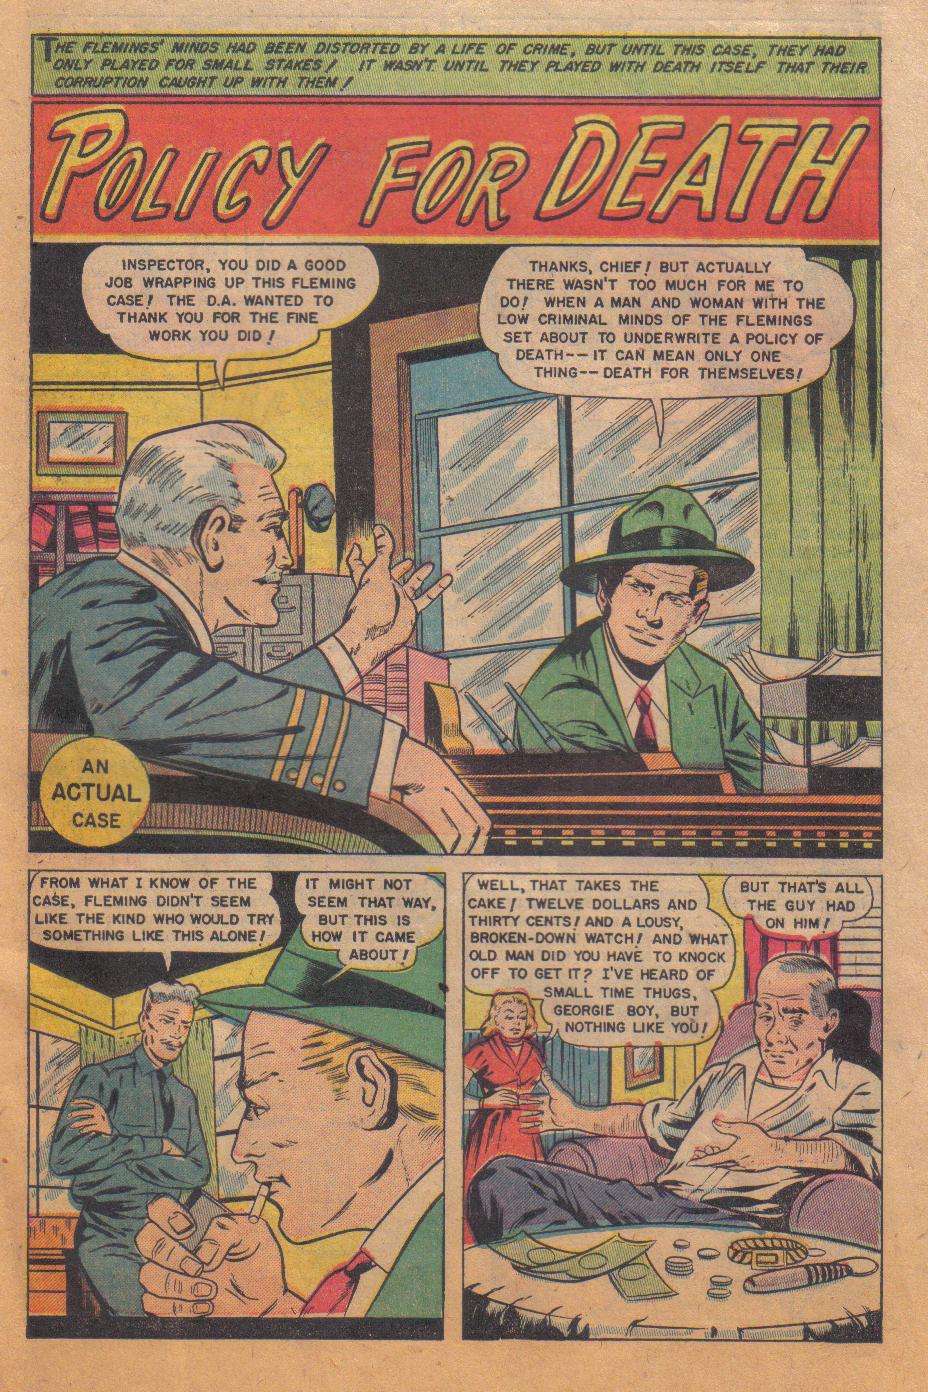 THE FLEMINGS' MINDS HAD BEEN DISTORTED BY A LIFE OF CRIME, BUT UNTIL THIS CASE, THEY HAD
ONLY PLAYED FOR SMALL STAKES! IT WASN'T UNTIL THEY PLAYED WITH DEATH ITSELF THAT THEIR
CORRUPTION CAUGHT UP WITH THEM!
POLICY FOR DEATH
INSPECTOR, YOU DID A GOOD
JOB WRAPPING UP THIS FLEMING
CASE! THE D.A. WANTED TO
THANK YOU FOR THE FINE
WORK YOU DID!
THANKS, CHIEF! BUT ACTUALLY
THERE WASN'T TOO MUCH FOR ME TO
DO! WHEN A MAN AND WOMAN WITH THE
LOW CRIMINAL MINDS OF THE FLEMINGS
SET ABOUT TO UNDERWRITE A POLICY OF
DEATH-- IT CAN MEAN ONLY ONE
THING-- DEATH FOR THEMSELVES!
AN
ACTUAL
CASE
FROM WHAT I KNOW OF THE
CASE, FLEMING DIDN'T SEEM
LIKE THE KIND WHO WOULD TRY
SOMETHING LIKE THIS ALONE!
IT MIGHT NOT
SEEM THAT WAY,
BUT THIS IS
HOW IT CAME
ABOUT!
WELL, THAT TAKES THE
CAKE! TWELVE DOLLARS AND
THIRTY CENTS! AND A LOUSY,
BROKEN-DOWN WATCH! AND WHAT
OLD MAN DID YOU HAVE TO KNOCK
OFF TO GET IT? I'VE HEARD OF
SMALL TIME THUGS,
GEORGIE BOY, BUT
NOTHING LIKE YOU!
BUT THAT'S ALL
THE GUY HAD
ON HIM!